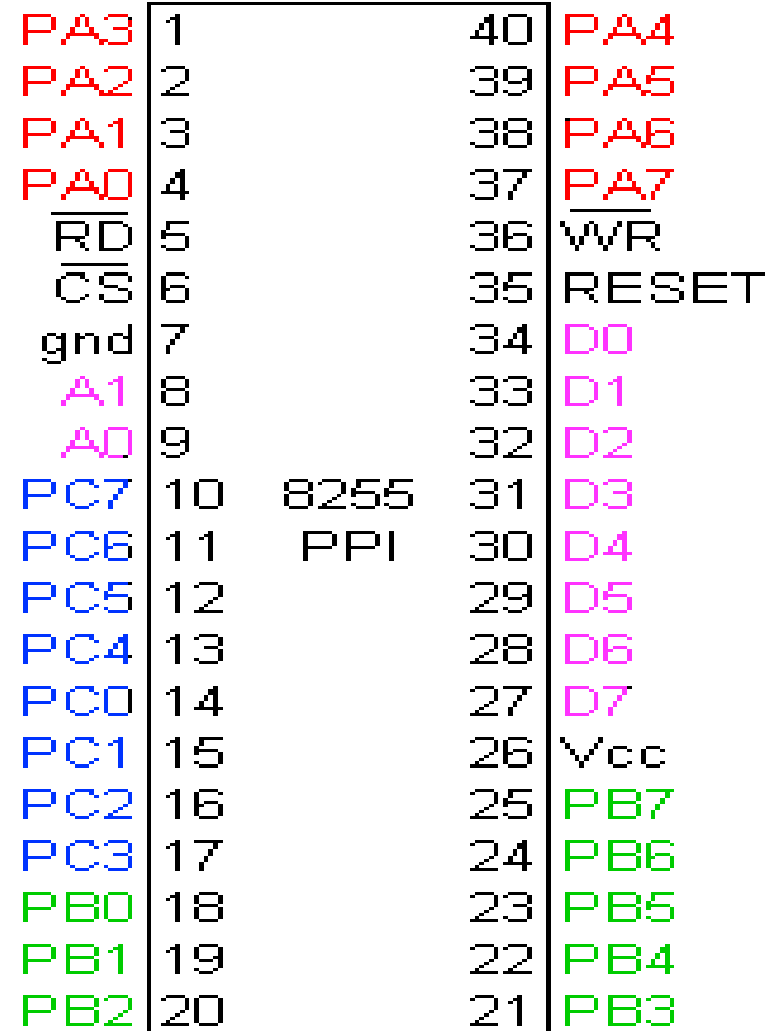 PA3 1 40 PA4
PA2 2 39 PA5
PA1 3 38 PA6
PA0 4 37 PA7
RD 5 36 WR
CS 6 35 RESET
gnd 7 34 D0
A1 8 33 D1
A0 9 32 D2
PC7 10 8255 31 D3
PC6 11 PPI 30 D4
PC5 12 29 D5
PC4 13 28 D6
PC0 14 27 D7
PC1 15 26 Vcc
PC2 16 25 PB7
PC3 17 24 PB6
PB0 18 23 PB5
PB1 19 22 PB4
PB2 20 21 PB3